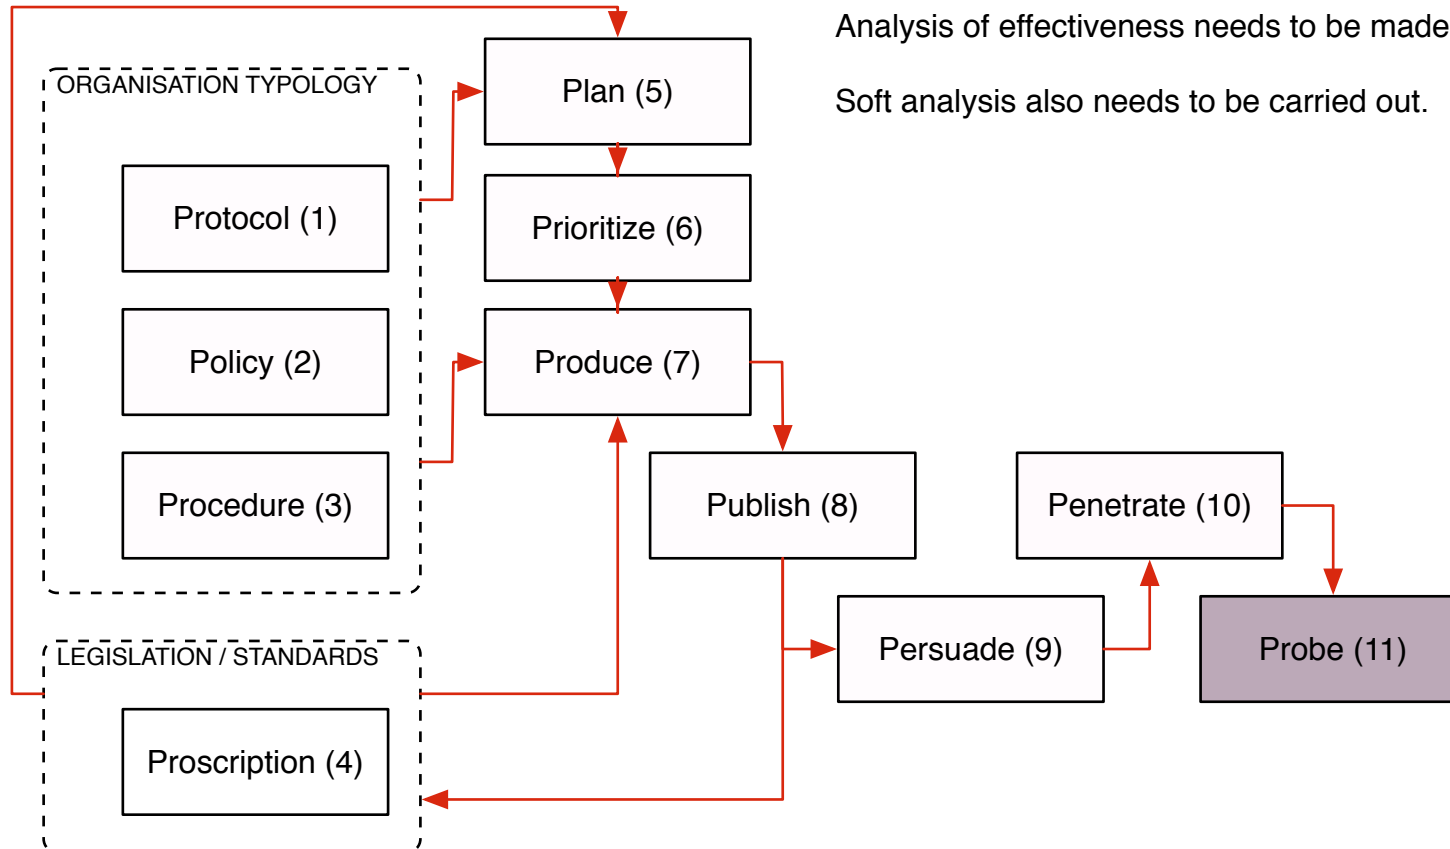 Analysis of effectiveness needs to be made
Soft analysis also needs to be carried out.
ORGANISATION TYPOLOGY
Plan (5)
Protocol (1)
Prioritize (6)
Policy (2)
Produce (7)
Procedure (3)
Publish (8)
Penetrate (10)
LEGISLATION / STANDARDS
Persuade (9)
Probe (11)
Proscription (4)